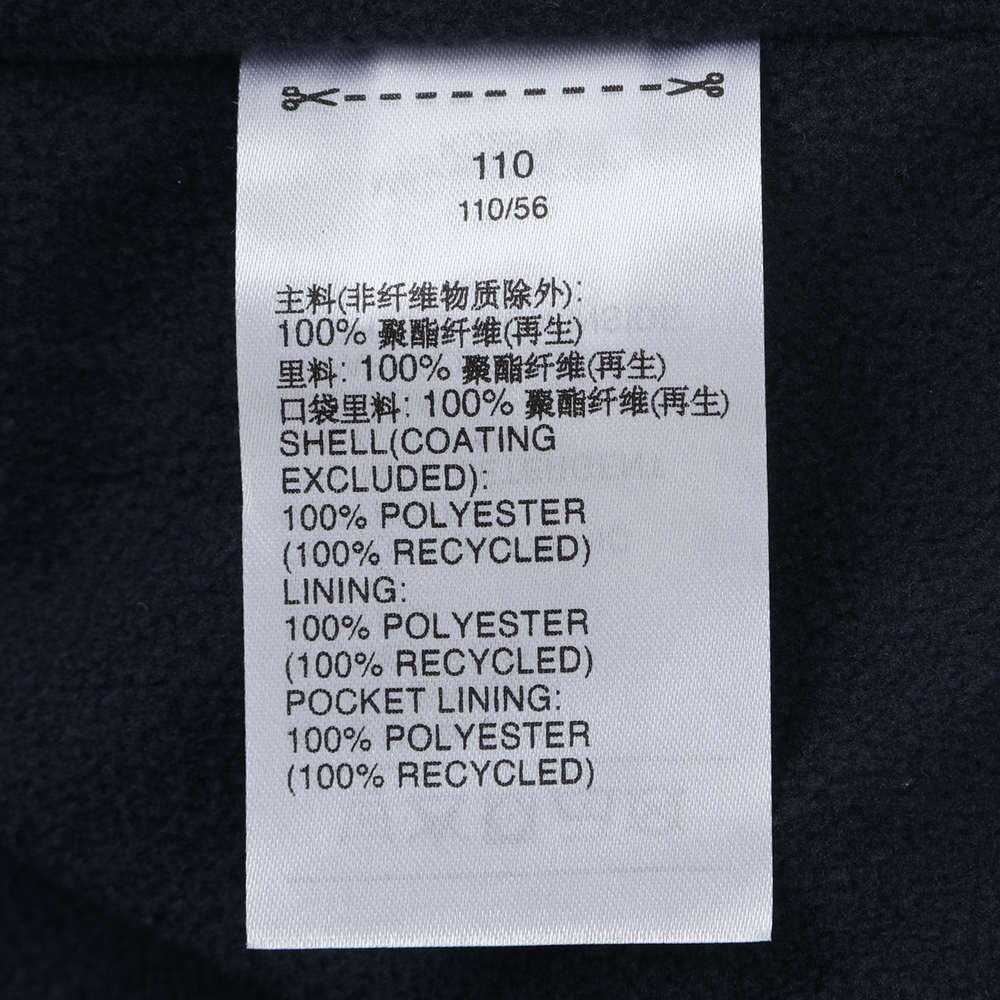 110
110/56
主料(非纤维物质除外):
100% 聚酯纤维(再生)
里料: 100% 聚酯纤维(再生)
口袋里料: 100% 聚酯纤维(再生)
SHELL(COATING
EXCLUDED):
100% POLYESTER
(100% RECYCLED)
LINING:
100% POLYESTER
(100% RECYCLED)
POCKET LINING:
100% POLYESTER
(100% RECYCLED)